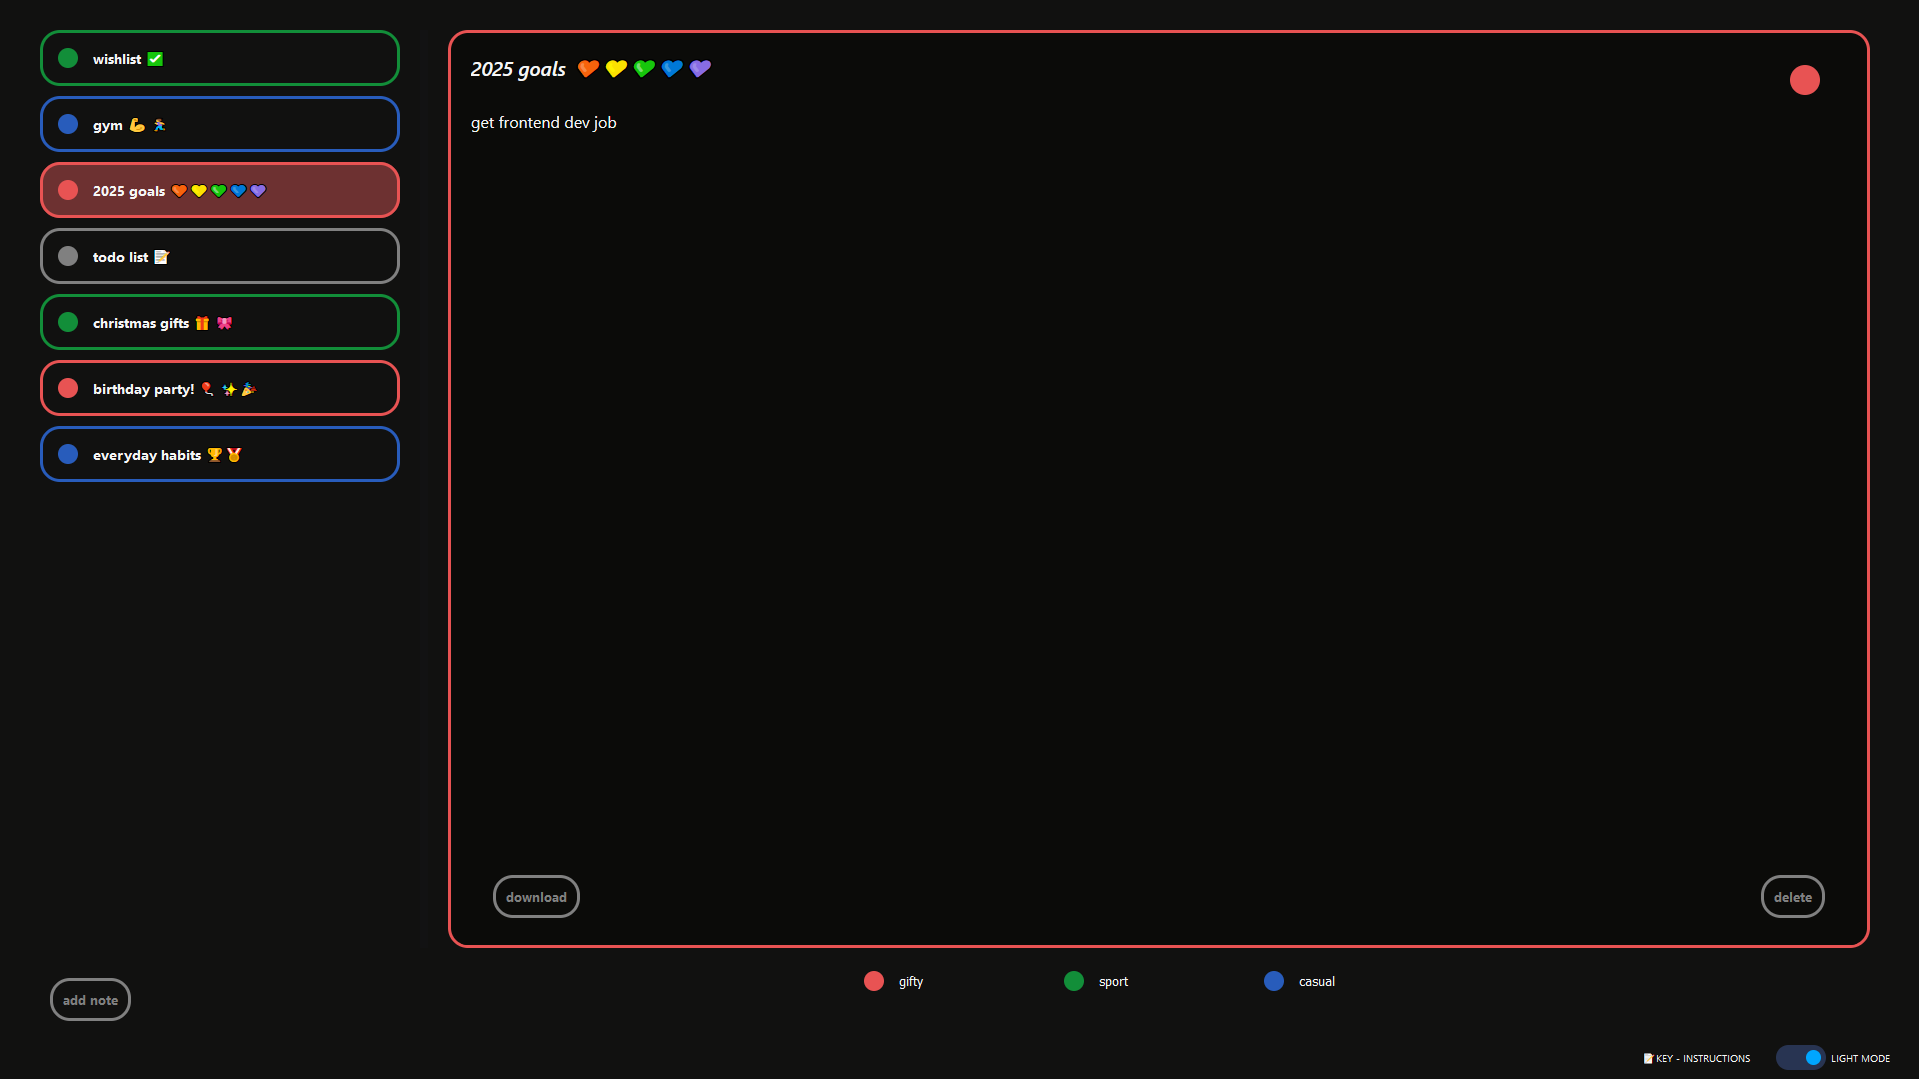 wishlist ✅
gym 💪 🏃
2025 goals 🧡💛💚💙💜
todo list 📝
christmas gifts 🎁 🎀
birthday party! 🎈 ✨ 🎉
everyday habits 🏆 🏅
2025 goals 🧡 💛 💚 💙 💜
get frontend dev job
download
delete
add note
gifty
sport
casual
📝KEY - INSTRUCTIONS
LIGHT MODE